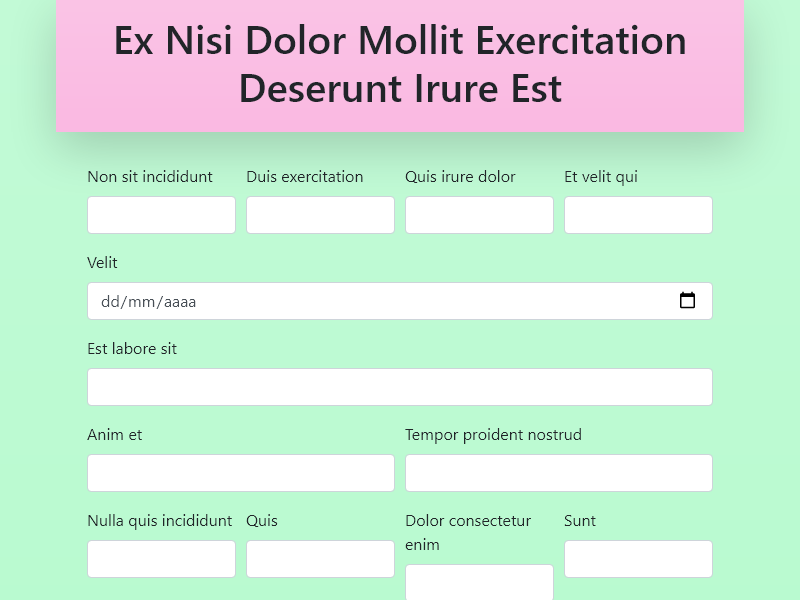 Ex Nisi Dolor Mollit Exercitation
Deserunt Irure Est
Non sit incididunt
Duis exercitation
Quis irure dolor
Et velit qui
Velit
dd/mm/aaaa
Est labore sit
Anim et
Tempor proident nostrud
Nulla quis incididunt
Quis
Dolor consectetur
enim
Sunt